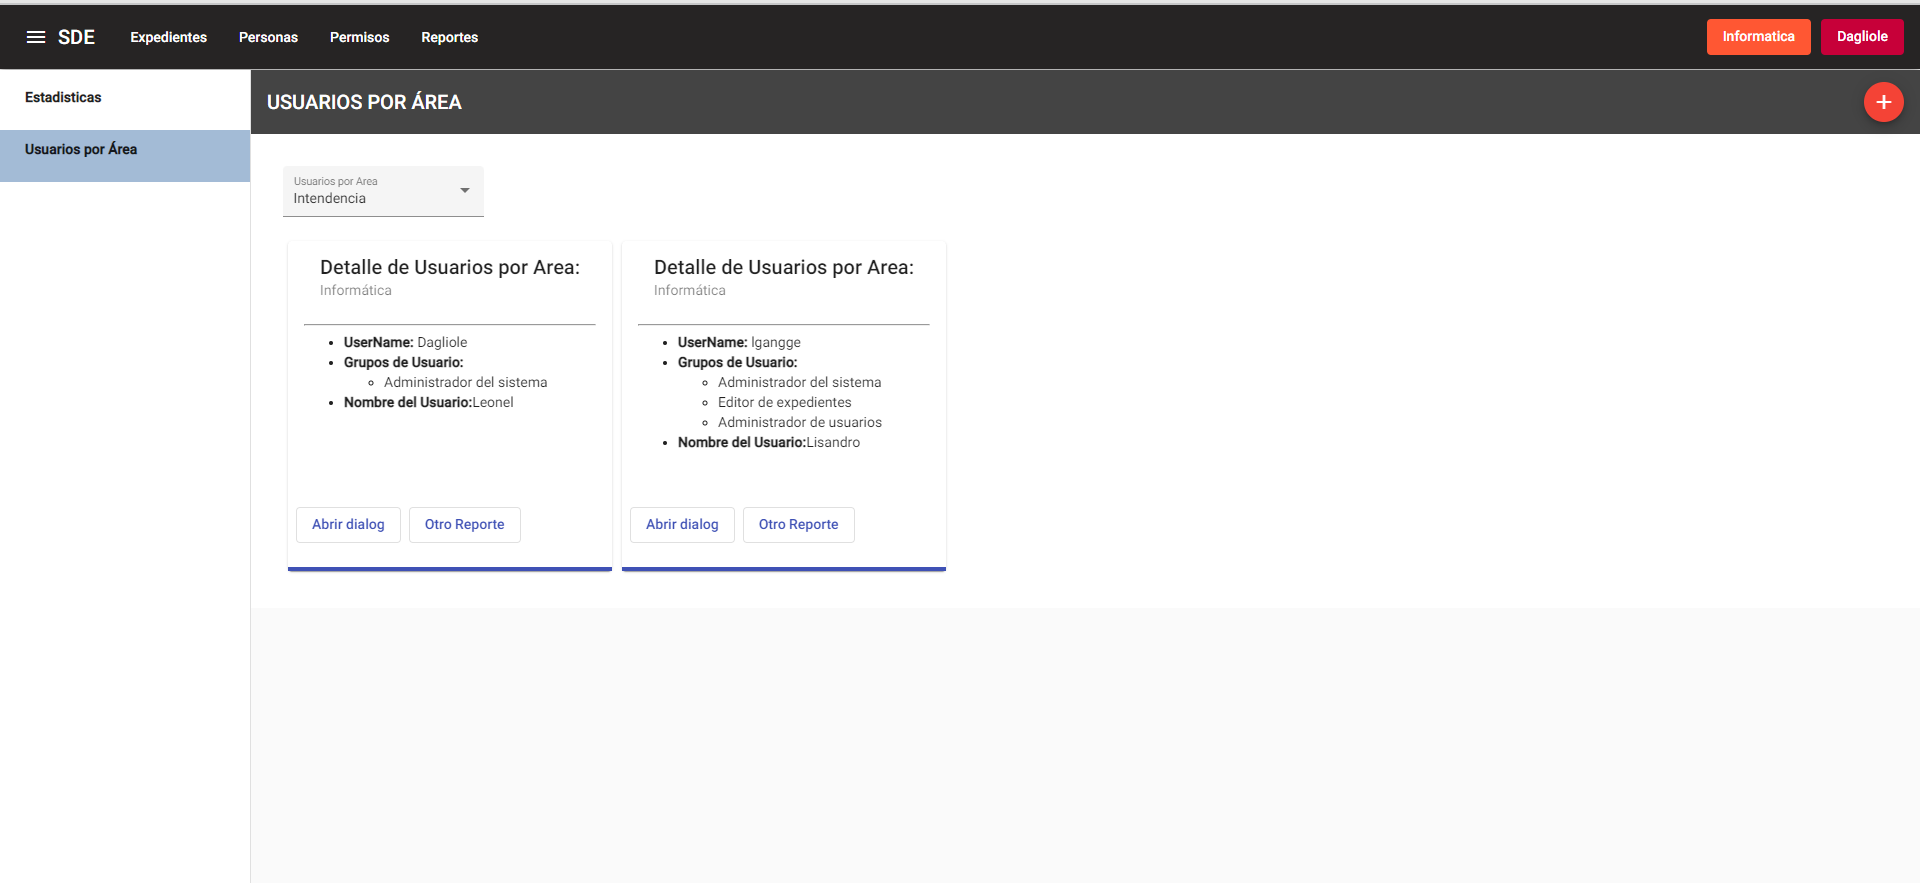 SDE Expedientes Personas Permisos Reportes Informatica Dagliole
Estadisticas
Usuarios por Área
USUARIOS POR ÁREA
Usuarios por Area
Intendencia
Detalle de Usuarios por Area:
Informática
UserName: Dagliole
Grupos de Usuario:
Administrador del sistema
Nombre del Usuario:Leonel
Abrir dialog Otro Reporte
Detalle de Usuarios por Area:
Informática
UserName: lgangge
Grupos de Usuario:
Administrador del sistema
Editor de expedientes
Administrador de usuarios
Nombre del Usuario:Lisandro
Abrir dialog Otro Reporte